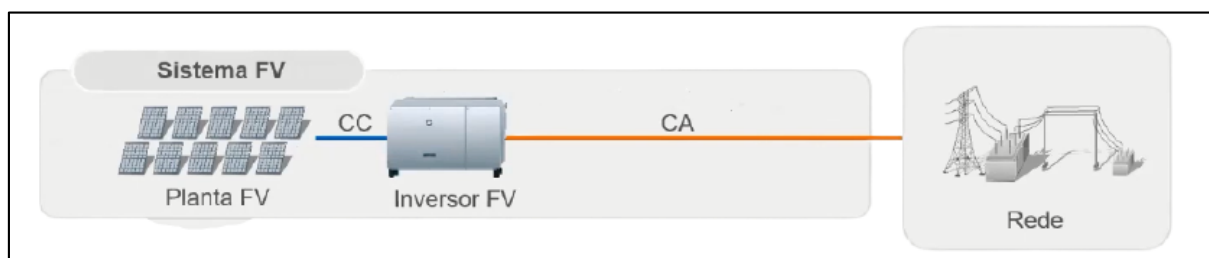 Sistema FV
CC
CA
Planta FV
Inversor FV
Rede